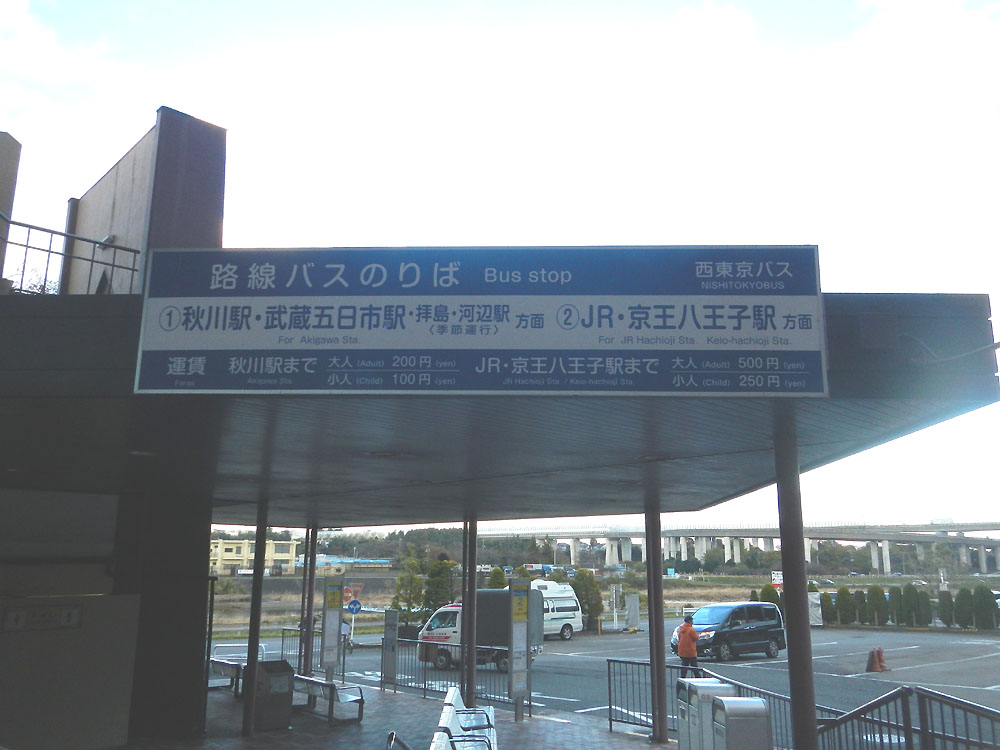 路線バスのりば Bus stop
西東京バス
NISHITOKYOBUS
①秋川駅・武蔵五日市駅・拝島・河辺駅 方面
〈季節運行〉
For Akigawa Sta.
②JR・京王八王子駅 方面
For JR Hachioji Sta. Keio-hachioji Sta.
運賃
Fares
秋川駅まで
Akigawa Sta.
大人 (Adult) 200円 (yen)
小人 (Child) 100円 (yen)
JR・京王八王子駅まで
JR Hachioji Sta. / Keio-hachioji Sta.
大人 (Adult) 500円 (yen)
小人 (Child) 250円 (yen)